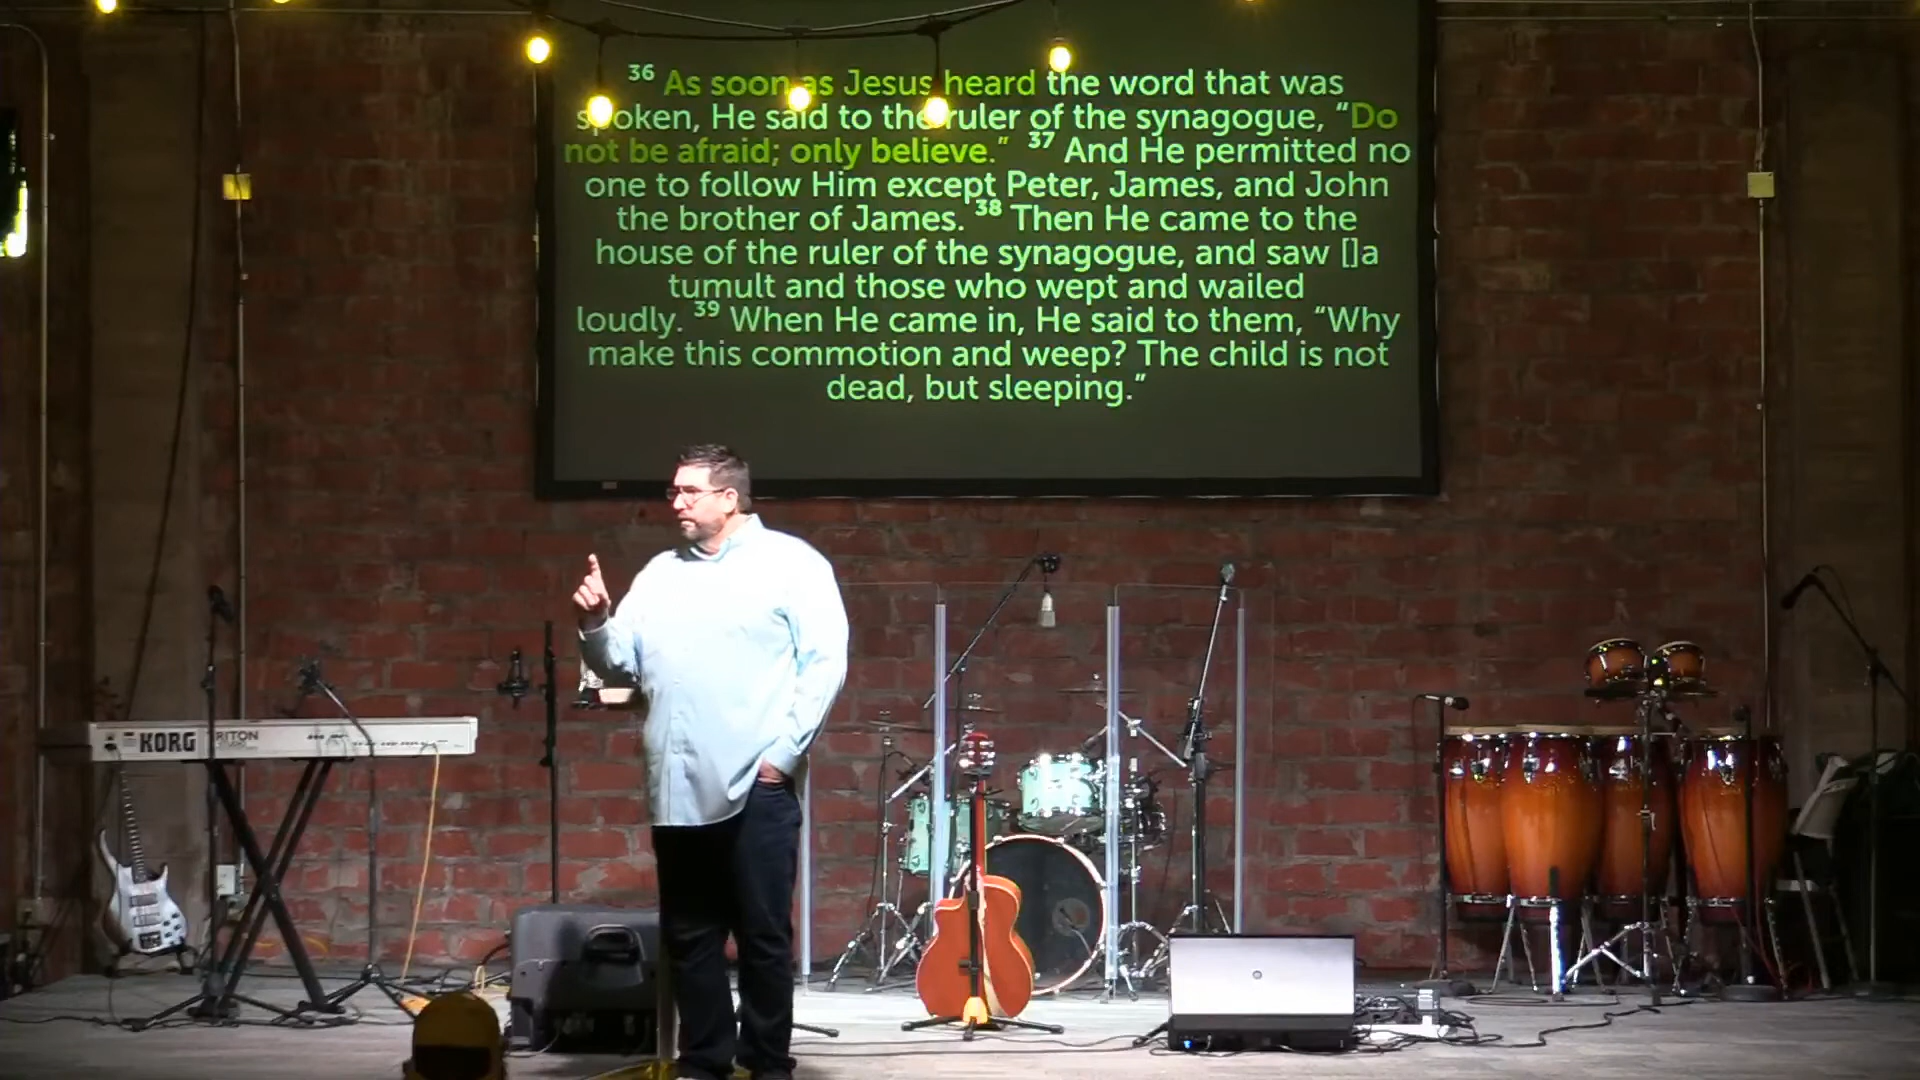 36 As soon as Jesus heard the word that was
spoken, He said to the ruler of the synagogue, “Do
not be afraid; only believe.” 37 And He permitted no
one to follow Him except Peter, James, and John
the brother of James. 38 Then He came to the
house of the ruler of the synagogue, and saw []a
tumult and those who wept and wailed
loudly. 39 When He came in, He said to them, “Why
make this commotion and weep? The child is not
dead, but sleeping.”
KORG TRITON